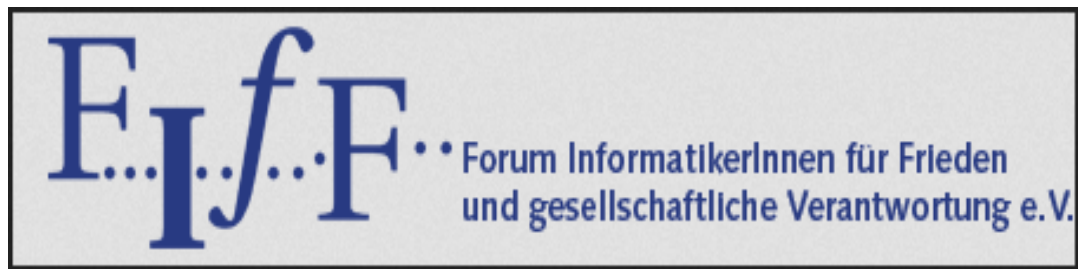 FIfF
Forum InformatikerInnen für Frieden
und gesellschaftliche Verantwortung e.V.